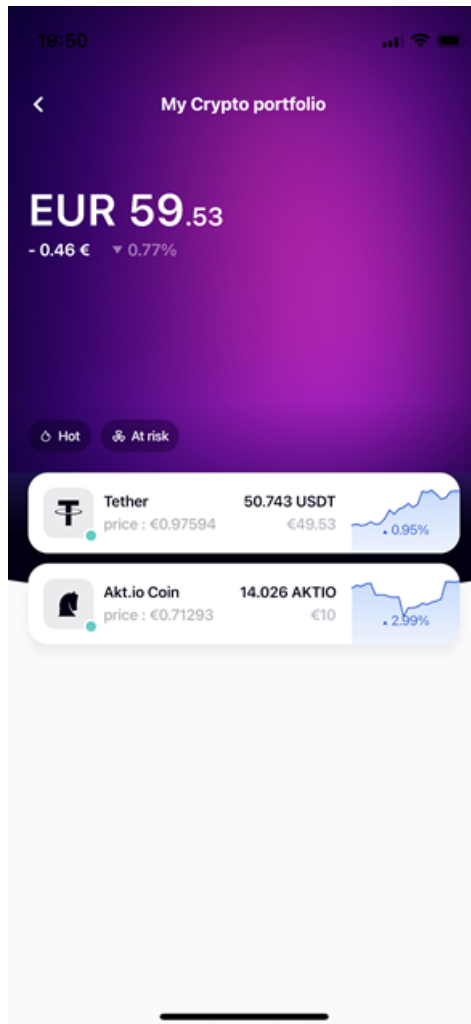 19:50
My Crypto portfolio
EUR 59.53
- 0.46 € ▼ 0.77%
Hot At risk
Tether 50.743 USDT
price : €0.97594 €49.53
▲ 0.95%
Akt.io Coin 14.026 AKTIO
price : €0.71293 €10
▲ 2.99%